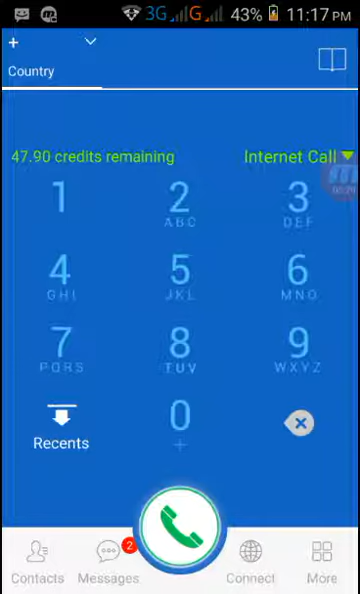 3G G 43% 11:17 PM
+
Country
47.90 credits remaining Internet Call
1 2 3
ABC DEF
4 5 6
GHI JKL MNO
7 8 9
PQRS TUV WXYZ
0
Recents +
2
Contacts Messages Connect More